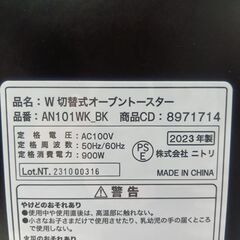 品名：W切替式オーブントースター
品番：AN101WK_BK 商品CD：8971714
定格電圧：AC100V
定格周波数：50Hz/60Hz
定格消費電力：900W
PSE
2023年製
株式会社 ニトリ
Lot.NT. 231000316
MADE IN CHINA
警告
やけどのおそれあり
●使用中や使用後は、高温部に触れない。
●小さなお子さまだけで使わせたり、乳幼児の手の届くところ